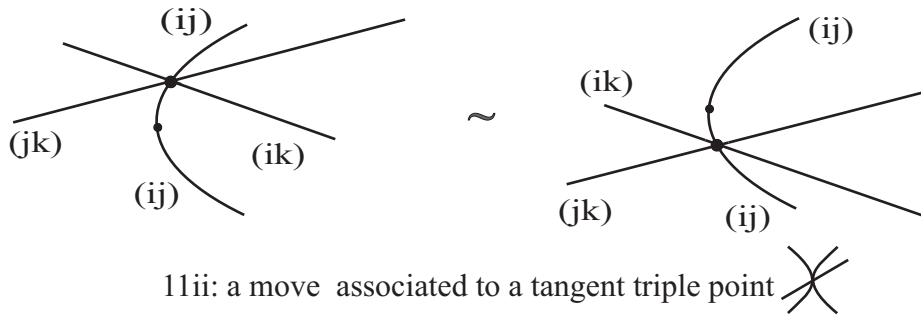 (ij)
(jk)
(ik)
(ij)
~
(ij)
(ik)
(jk)
(ij)
11ii: a move associated to a tangent triple point